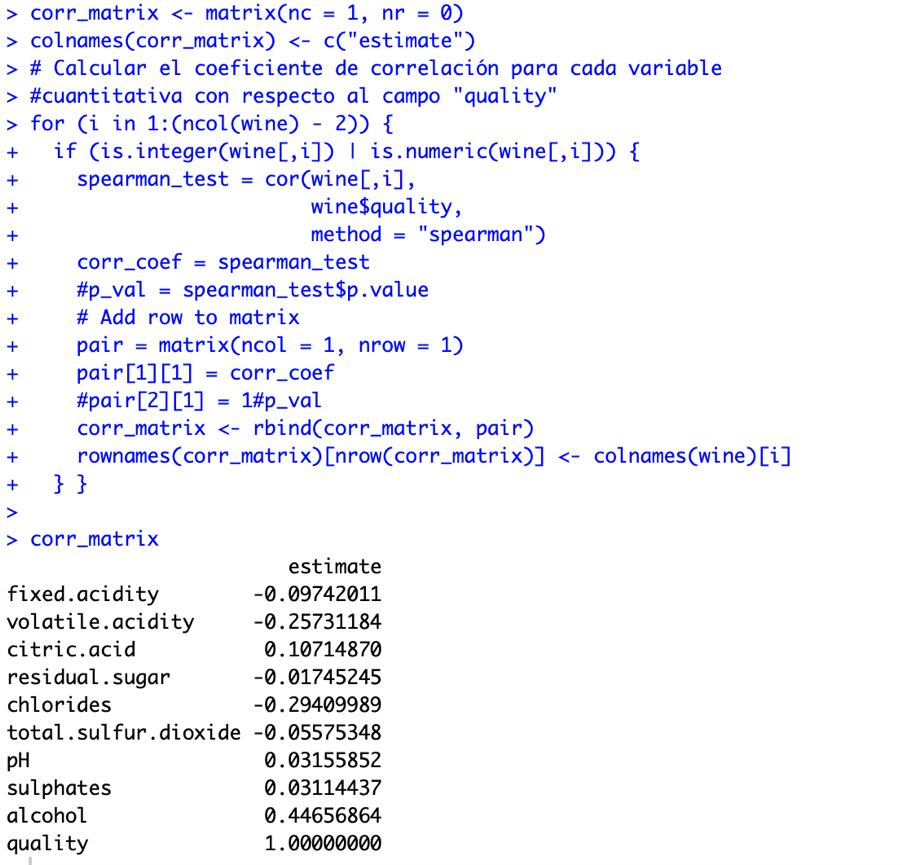 > corr_matrix <- matrix(nc = 1, nr = 0)
> colnames(corr_matrix) <- c("estimate")
> # Calcular el coeficiente de correlación para cada variable
> #cuantitativa con respecto al campo "quality"
> for (i in 1:(ncol(wine) - 2)) {
+   if (is.integer(wine[,i]) | is.numeric(wine[,i])) {
+     spearman_test = cor(wine[,i],
+                         wine$quality,
+                         method = "spearman")
+     corr_coef = spearman_test
+     #p_val = spearman_test$p.value
+     # Add row to matrix
+     pair = matrix(ncol = 1, nrow = 1)
+     pair[1][1] = corr_coef
+     #pair[2][1] = 1#p_val
+     corr_matrix <- rbind(corr_matrix, pair)
+     rownames(corr_matrix)[nrow(corr_matrix)] <- colnames(wine)[i]
+   } }
>
> corr_matrix
                        estimate
fixed.acidity        -0.09742011
volatile.acidity     -0.25731184
citric.acid           0.10714870
residual.sugar       -0.01745245
chlorides            -0.29409989
total.sulfur.dioxide -0.05575348
pH                    0.03155852
sulphates             0.03114437
alcohol               0.44656864
quality               1.00000000